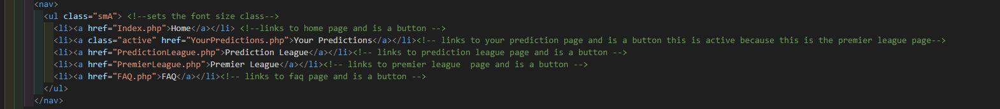 <nav>
<ul class="smA"> <!--sets the font size class-->
<li><a href="Index.php">Home</a></li> <!--links to home page and is a button -->
<li><a class="active" href="YourPredictions.php">Your Predictions</a></li><!-- links to your prediction page and is a button this is active because this is the premier league page-->
<li><a href="PredictionLeague.php">Prediction League</a></li><!-- links to prediction league page and is a button -->
<li><a href="PremierLeague.php">Premier League</a></li><!-- links to premier league  page and is a button -->
<li><a href="FAQ.php">FAQ</a></li><!-- links to faq page and is a button -->
</ul>
</nav>